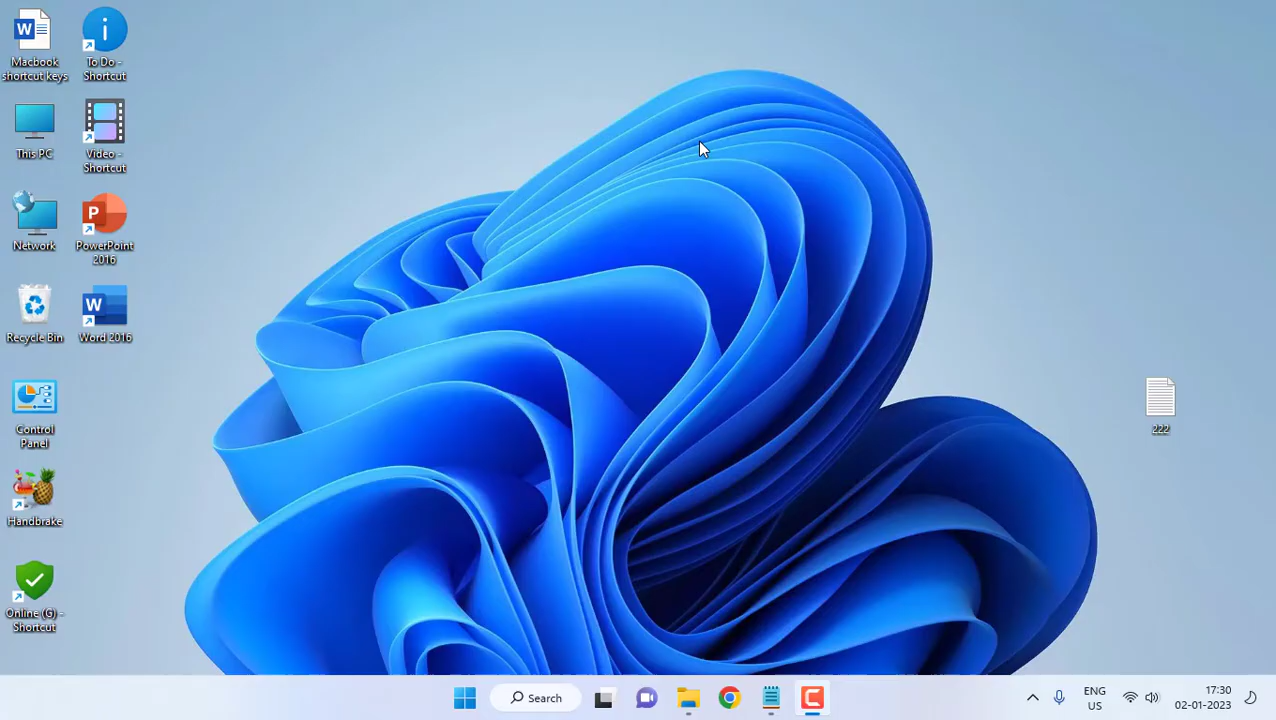 Macbook
shortcut keys
To Do -
Shortcut
This PC
Video -
Shortcut
Network
PowerPoint
2016
Recycle Bin
Word 2016
Control
Panel
Handbrake
Online (G) -
Shortcut
222
Search
ENG
US
17:30
02-01-2023